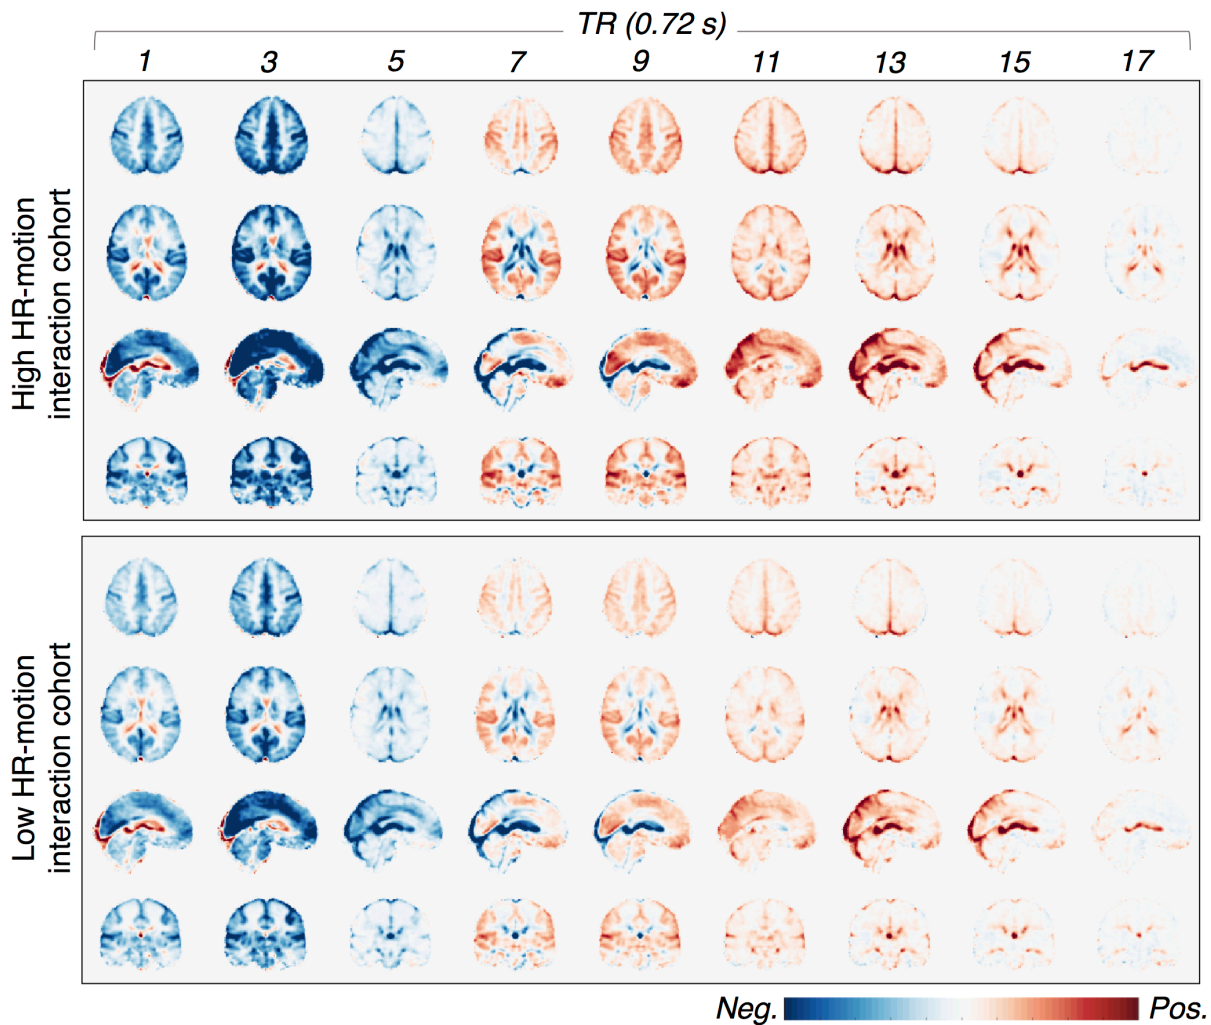 TR (0.72 s)
1 3 5 7 9 11 13 15 17
High HR-motion
interaction cohort
Low HR-motion
interaction cohort
Neg. Pos.